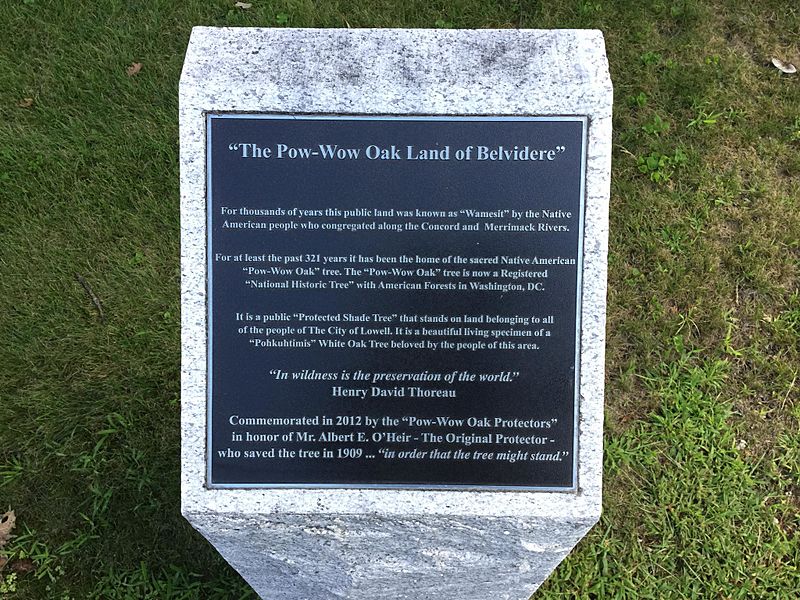 “The Pow-Wow Oak Land of Belvidere”
For thousands of years this public land was known as “Wamesit” by the Native
American people who congregated along the Concord and Merrimack Rivers.
For at least the past 321 years it has been the home of the sacred Native American
“Pow-Wow Oak” tree. The “Pow-Wow Oak” tree is now a Registered
“National Historic Tree” with American Forests in Washington, DC.
It is a public “Protected Shade Tree” that stands on land belonging to all
of the people of The City of Lowell. It is a beautiful living specimen of a
“Pohkuhtimis” White Oak Tree beloved by the people of this area.
“In wildness is the preservation of the world.”
Henry David Thoreau
Commemorated in 2012 by the “Pow-Wow Oak Protectors”
in honor of Mr. Albert E. O’Heir - The Original Protector -
who saved the tree in 1909 ... “in order that the tree might stand.”